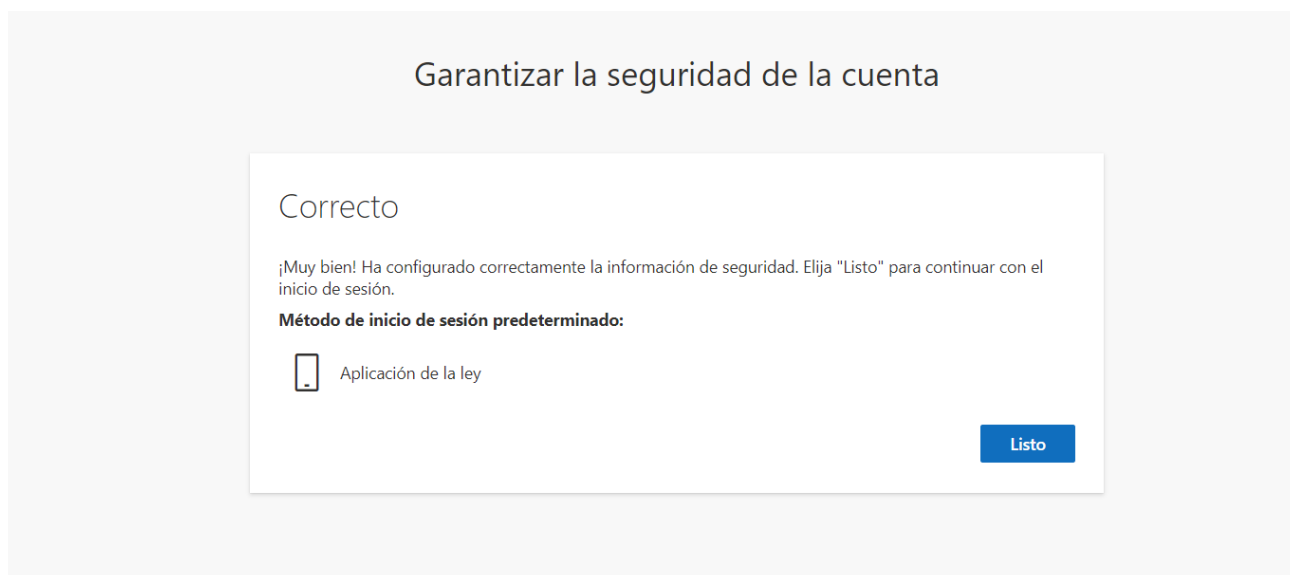 Garantizar la seguridad de la cuenta
Correcto
¡Muy bien! Ha configurado correctamente la información de seguridad. Elija "Listo" para continuar con el
inicio de sesión.
Método de inicio de sesión predeterminado:
Aplicación de la ley
Listo